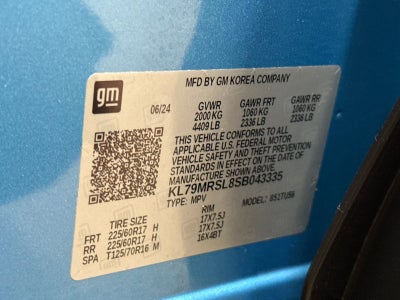 gm
MFD BY GM KOREA COMPANY
06/24 GVWR GAWR FRT GAWR RR
2000 KG 1060 KG 1060 KG
4409 LB 2336 LB 2336 LB
THIS VEHICLE CONFORMS TO ALL
APPLICABLE U.S. FEDERAL MOTOR
VEHICLE SAFETY AND THEFT PREVENTION
STANDARDS IN EFFECT ON THE DATE OF
MANUFACTURE SHOWN ABOVE.
KL79MRSL8SB043335
TYPE: MPV MODEL:
TIRE SIZE RIM
FRT 225/60R17 H 17X7.5J
RR 225/60R17 H 17X7.5J
SPA T125/70R16 M 16X4BT